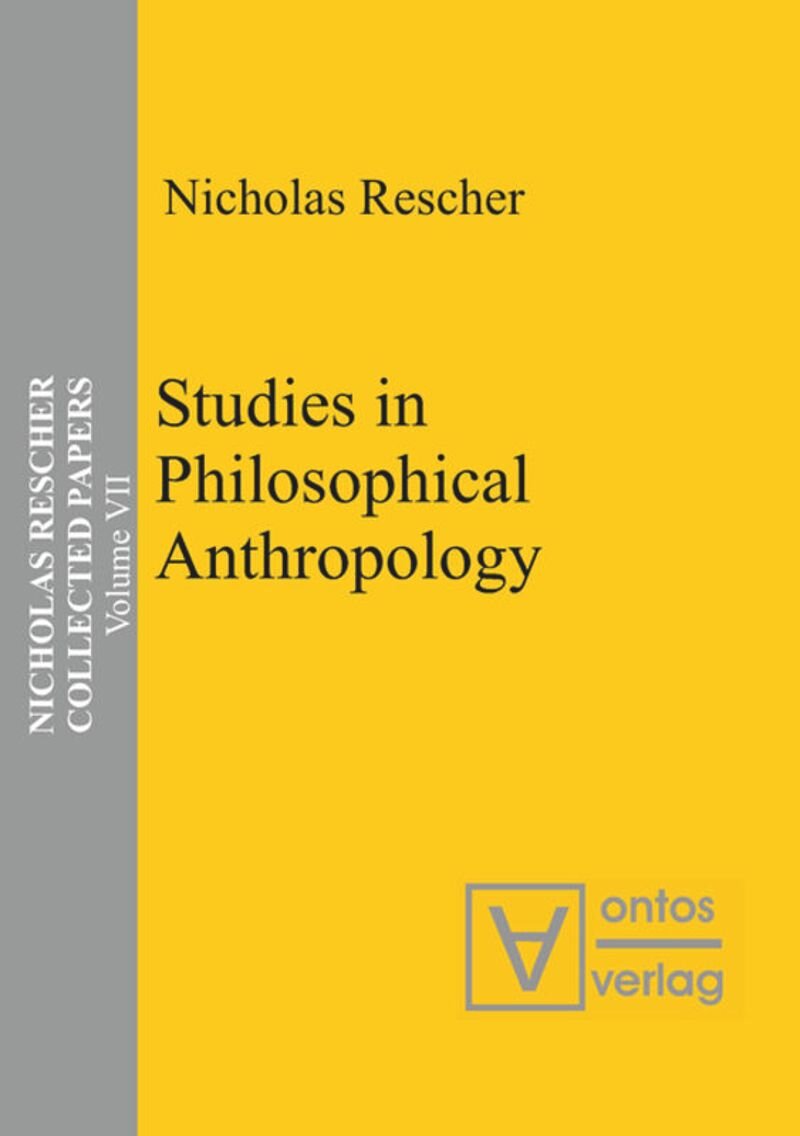 Nicholas Rescher
Studies in
Philosophical
Anthropology
NICHOLAS RESCHER
COLLECTED PAPERS
Volume VII
ontos
verlag